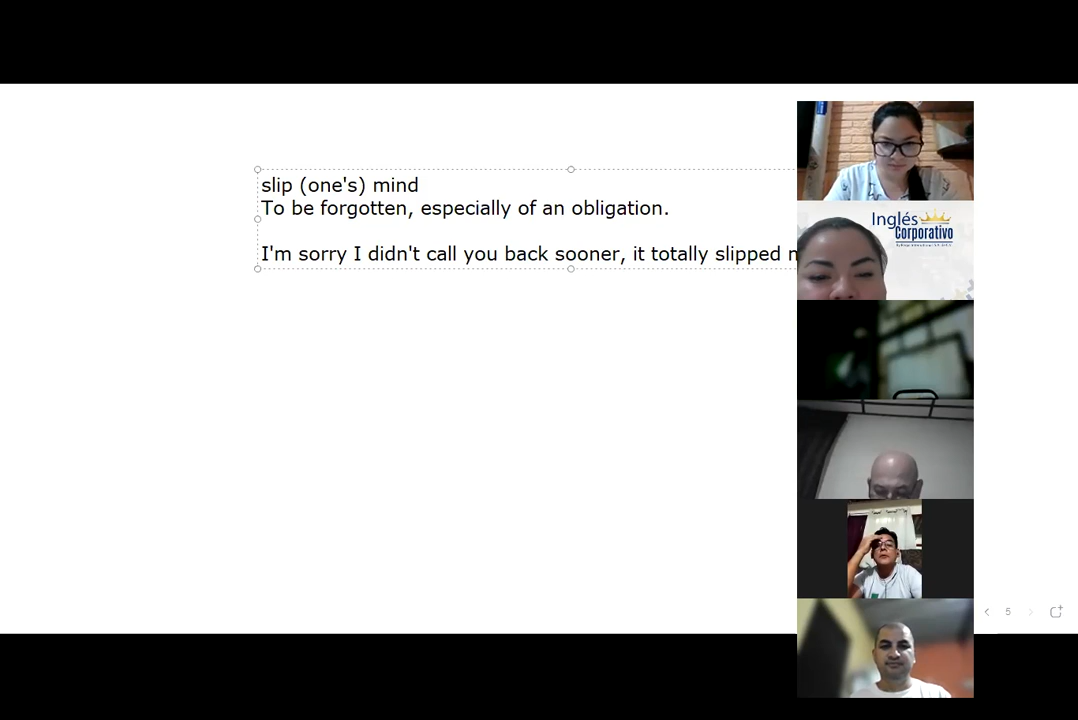 slip (one's) mind
To be forgotten, especially of an obligation.
I'm sorry I didn't call you back sooner, it totally slipped
Inglés
Corporativo
5